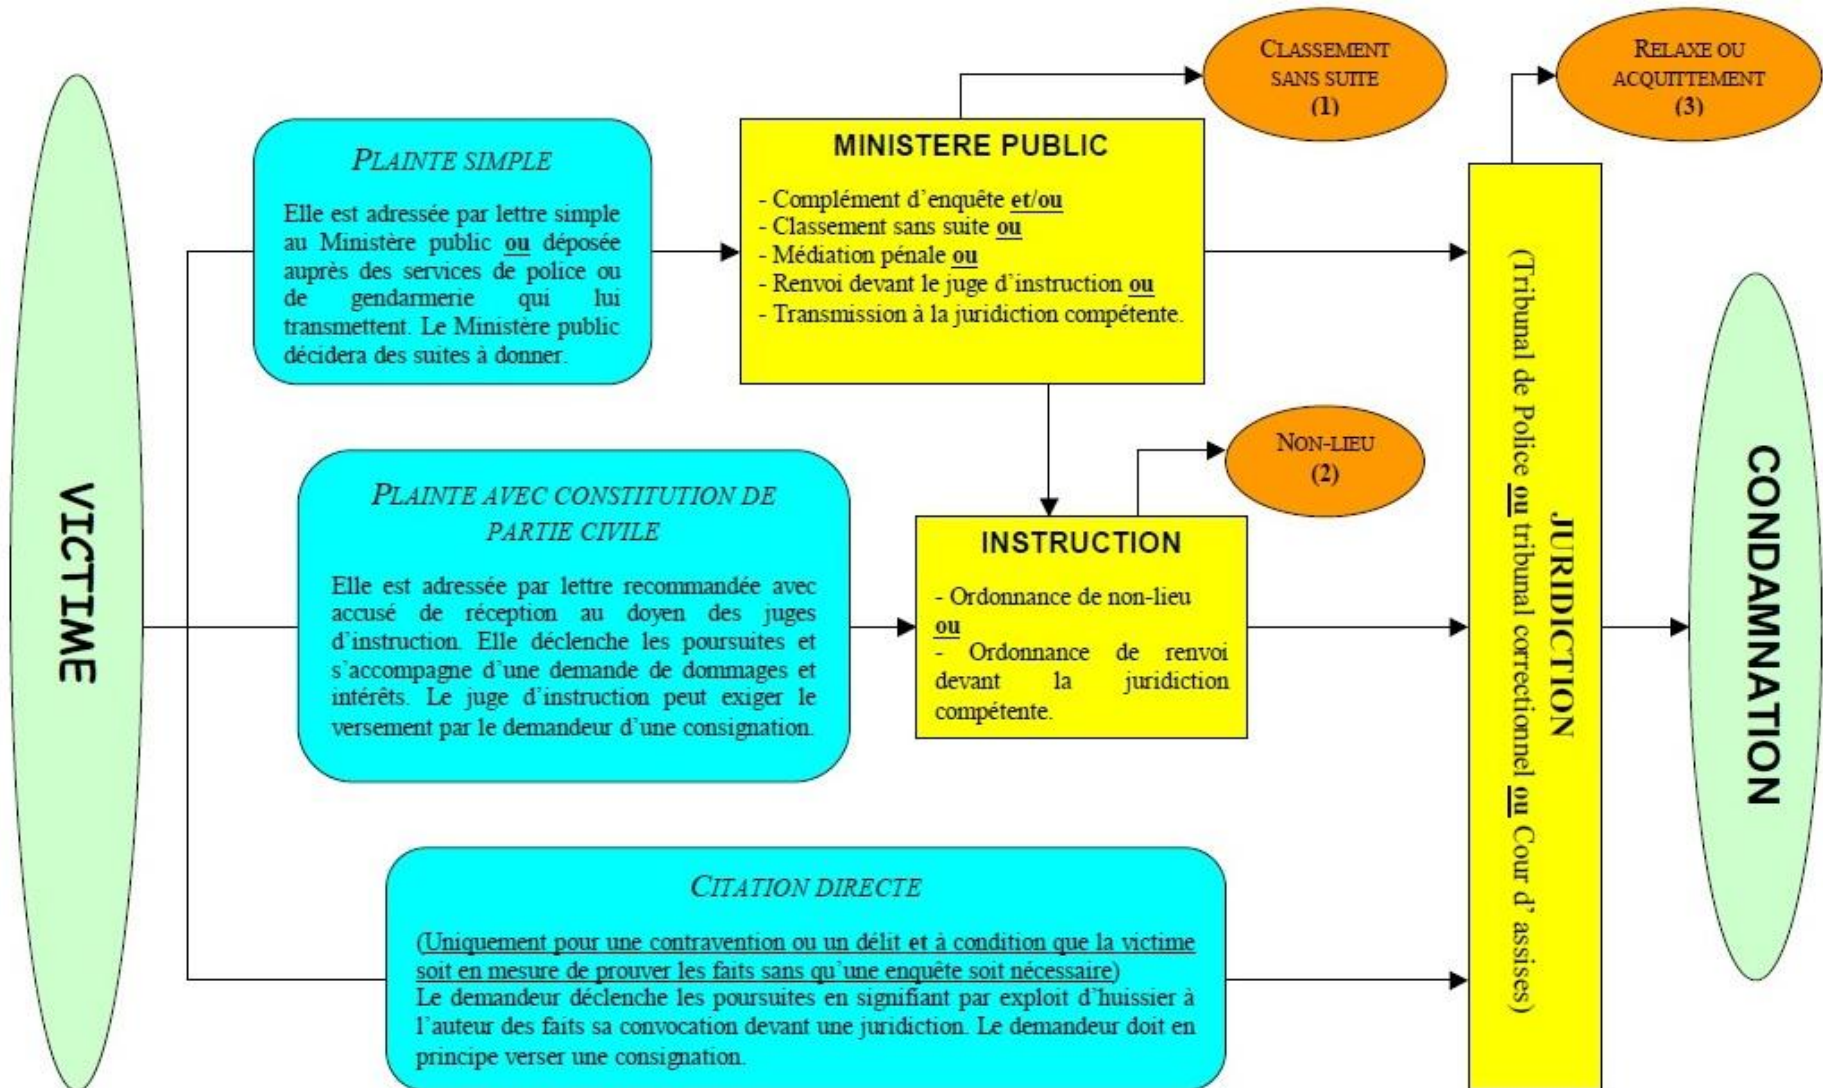 VICTIME
PLAINTE SIMPLE
Elle est adressée par lettre simple
au Ministère public ou déposée
auprès des services de police ou
de gendarmerie qui lui
transmettent. Le Ministère public
décidera des suites à donner.
MINISTERE PUBLIC
- Complément d’enquête et/ou
- Classement sans suite ou
- Médiation pénale ou
- Renvoi devant le juge d’instruction ou
- Transmission à la juridiction compétente.
CLASSEMENT
SANS SUITE
(1)
RELAXE OU
ACQUITTEMENT
(3)
PLAINTE AVEC CONSTITUTION DE
PARTIE CIVILE
Elle est adressée par lettre recommandée avec
accusé de réception au doyen des juges
d’instruction. Elle déclenche les poursuites et
s’accompagne d’une demande de dommages et
intérêts. Le juge d’instruction peut exiger le
versement par le demandeur d’une consignation.
INSTRUCTION
- Ordonnance de non-lieu
ou
- Ordonnance de renvoi
devant la juridiction
compétente.
NON-LIEU
(2)
CITATION DIRECTE
(Uniquement pour une contravention ou un délit et à condition que la victime
soit en mesure de prouver les faits sans qu’une enquête soit nécessaire)
Le demandeur déclenche les poursuites en signifiant par exploit d’huissier à
l’auteur des faits sa convocation devant une juridiction. Le demandeur doit en
principe verser une consignation.
JURIDICTION
(Tribunal de Police ou tribunal correctionnel ou Cour d’ assises)
CONDAMNATION